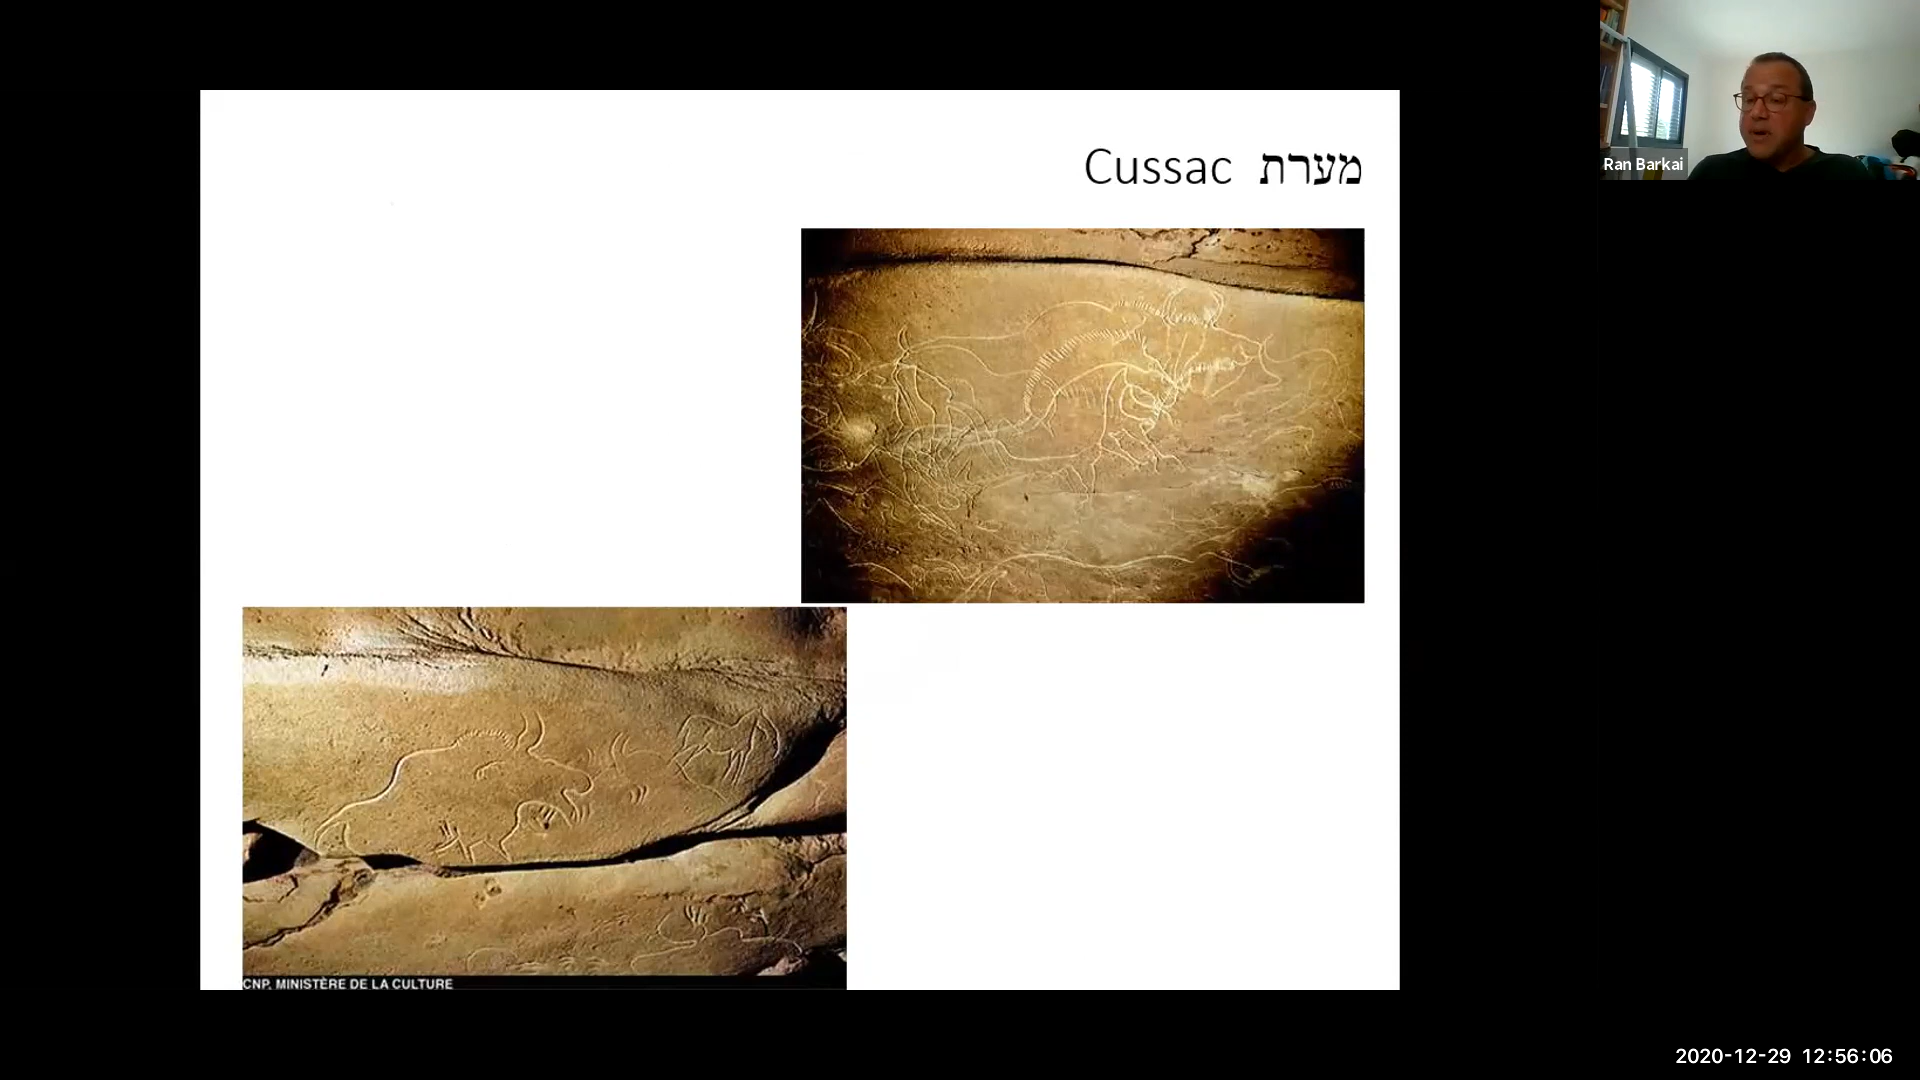 מערת Cussac
Ran Barkai
CNP, MINISTÈRE DE LA CULTURE
2020-12-29 12:56:06